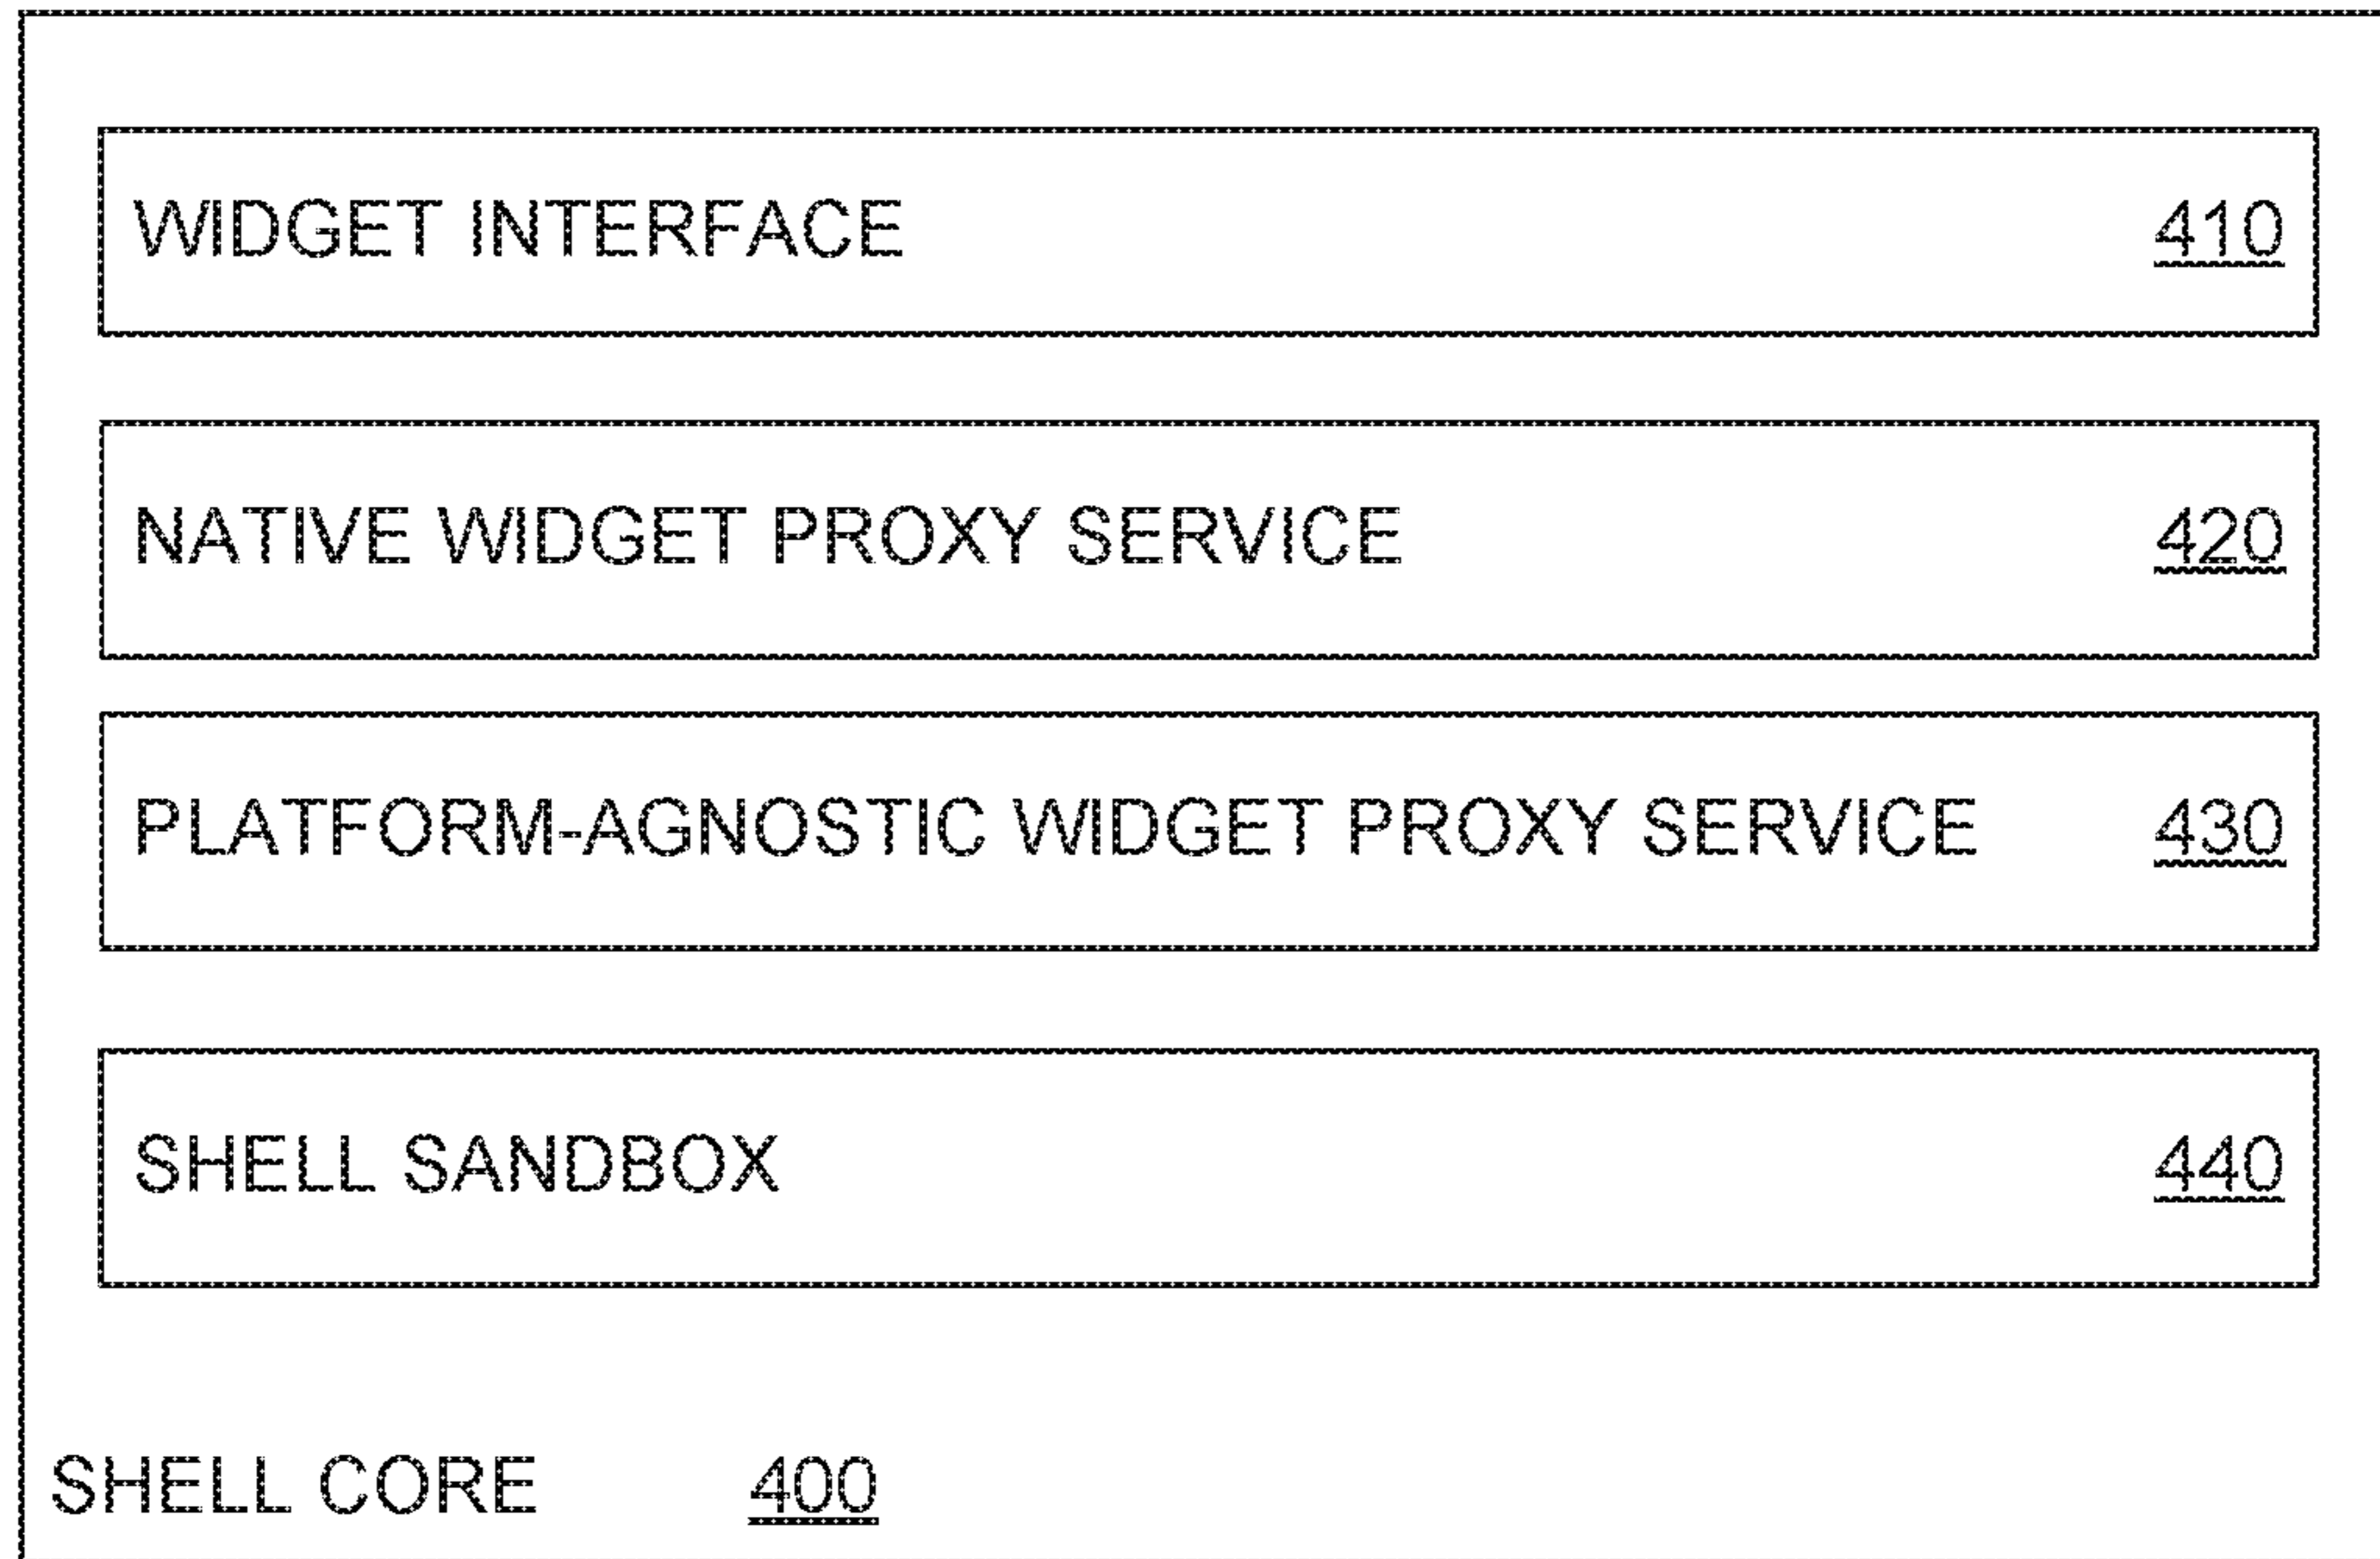 WIDGET INTERFACE 410
NATIVE WIDGET PROXY SERVICE 420
PLATFORM-AGNOSTIC WIDGET PROXY SERVICE 430
SHELL SANDBOX 440
SHELL CORE 400